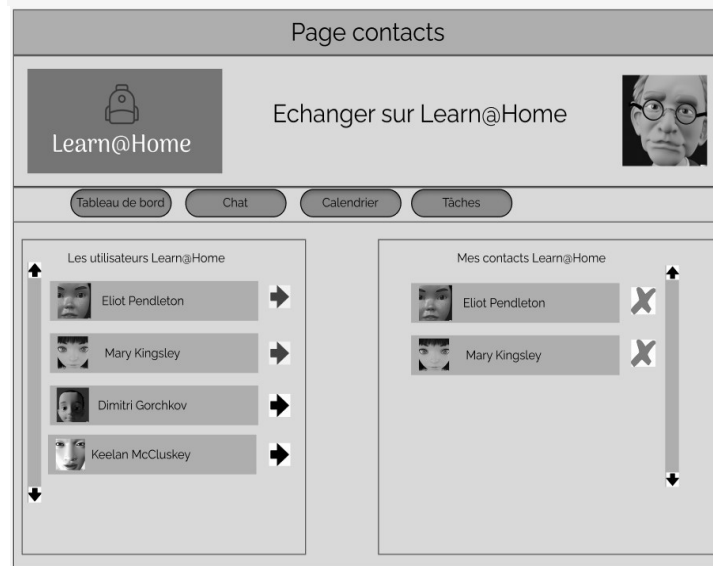 Page contacts
Learn@Home
Echanger sur Learn@Home
Tableau de bord
Chat
Calendrier
Tâches
Les utilisateurs Learn@Home
Eliot Pendleton
Mary Kingsley
Dimitri Gorchkov
Keelan McCluskey
Mes contacts Learn@Home
Eliot Pendleton
Mary Kingsley